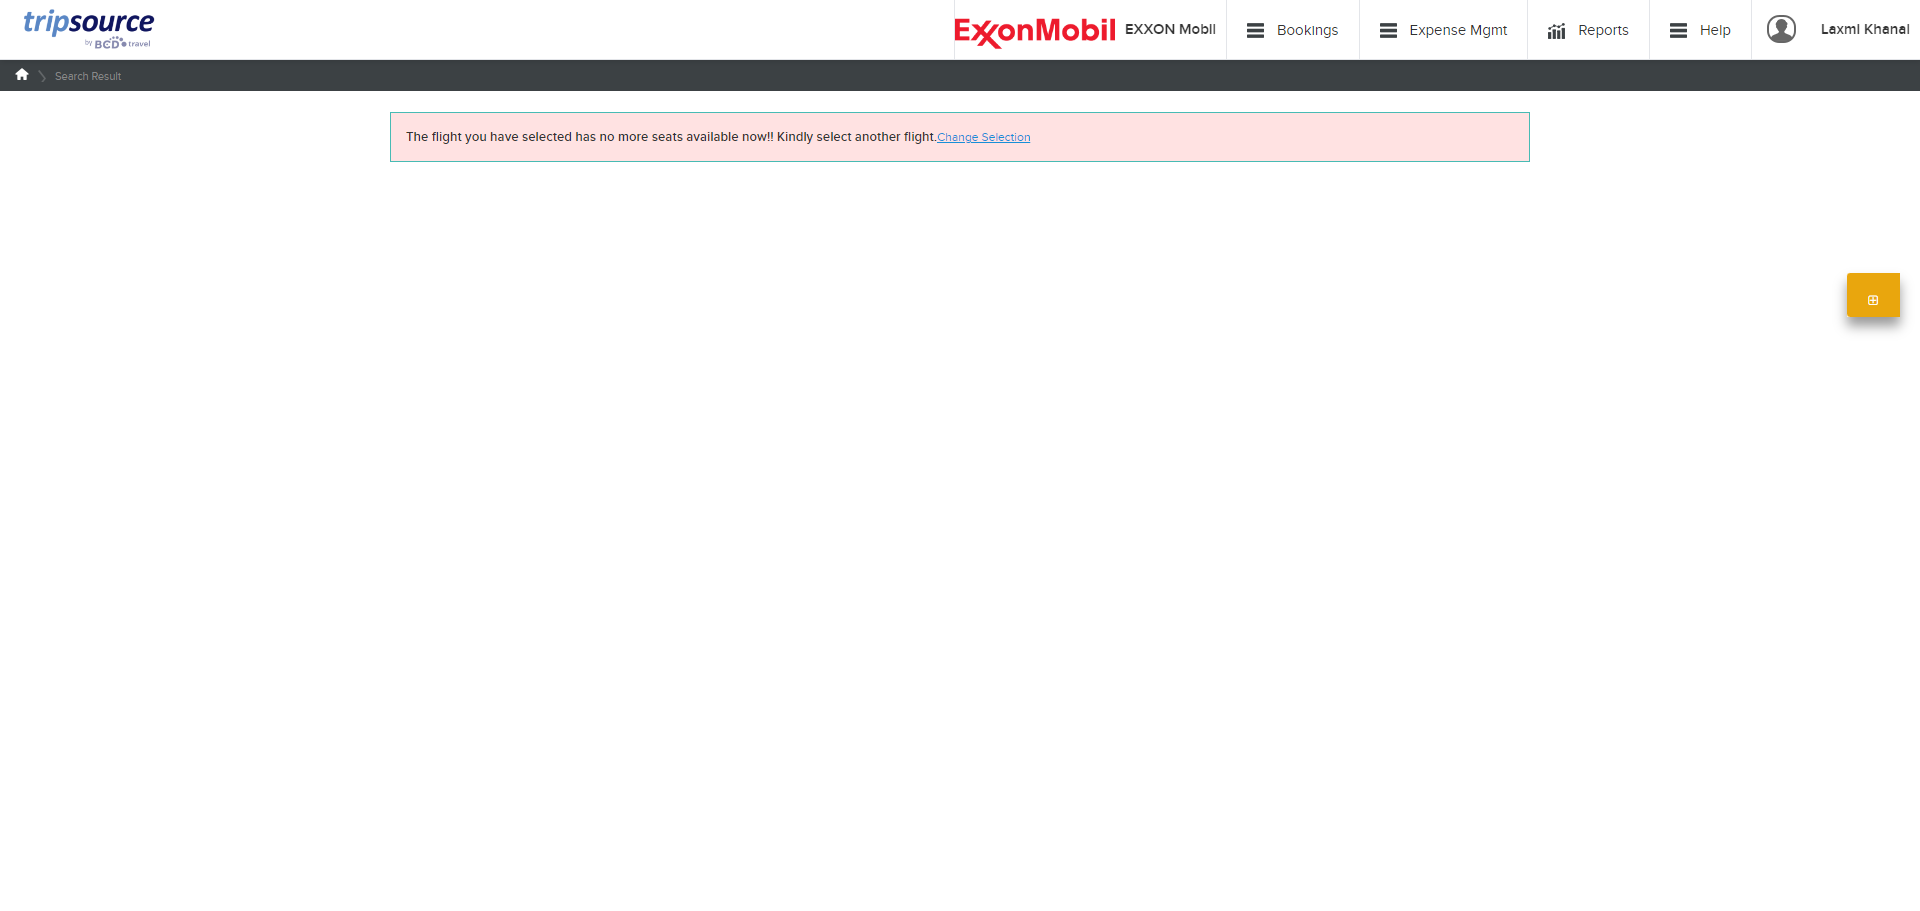 tripsource
by BCD travel
ExxonMobil
EXXON Mobil
Bookings
Expense Mgmt
Reports
Help
Laxmi Khanal
Search Result
The flight you have selected has no more seats available now!! Kindly select another flight.Change Selection